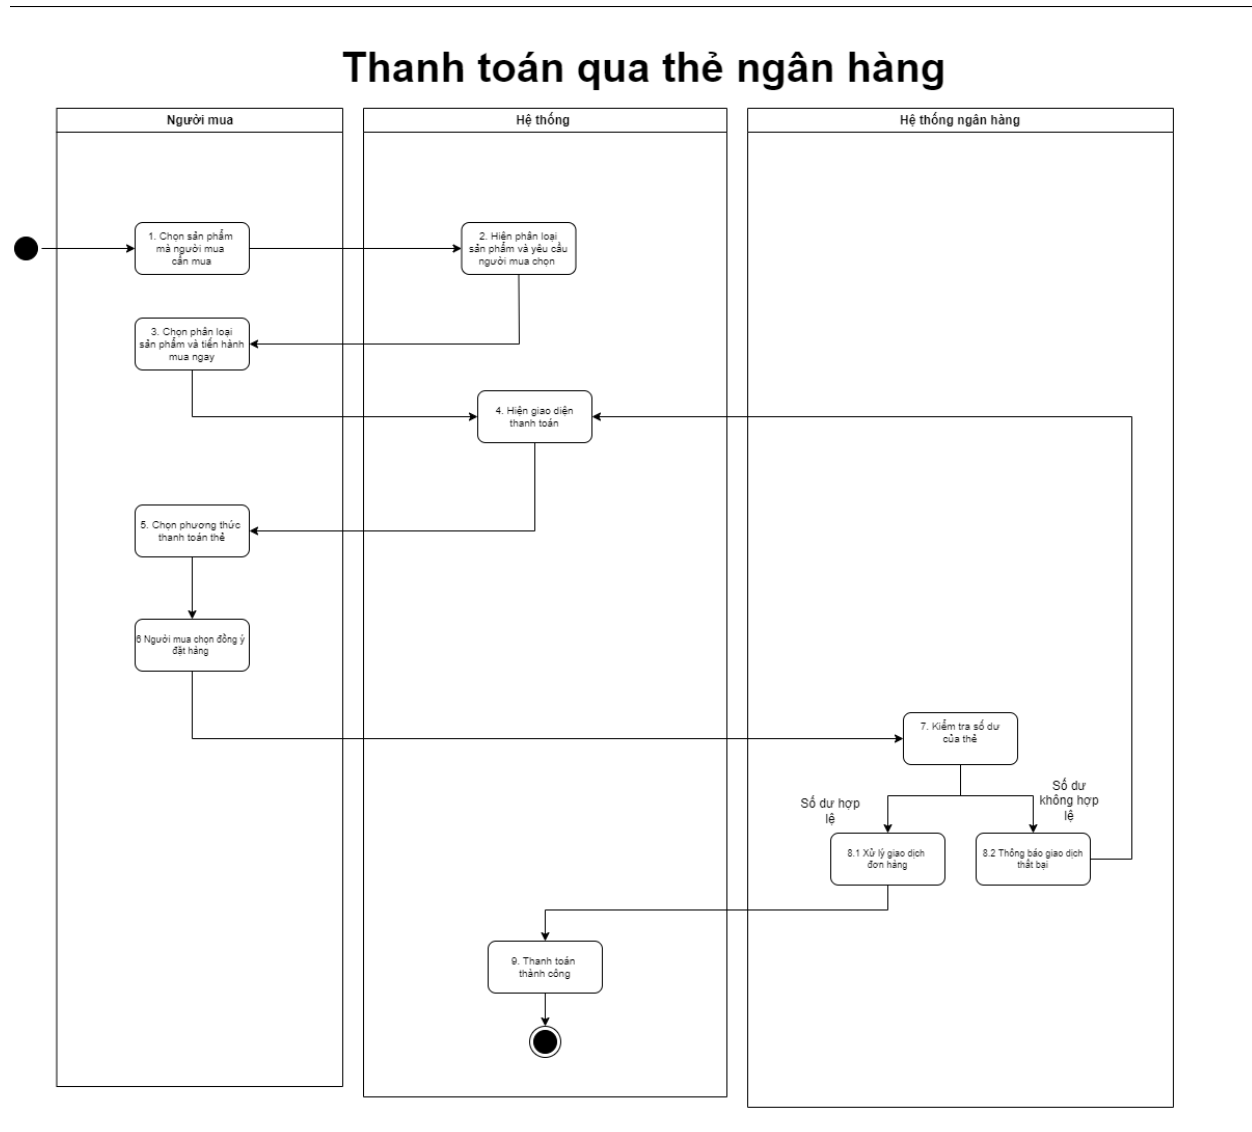 Thanh toán qua thẻ ngân hàng
Người mua
Hệ thống
Hệ thống ngân hàng
1. Chọn sản phẩm
mà người mua
cần mua
2. Hiện phân loại
sản phẩm và yêu cầu
người mua chọn
3. Chọn phân loại
sản phẩm và tiến hành
mua ngay
4. Hiện giao diện
thanh toán
5. Chọn phương thức
thanh toán thẻ
6 Người mua chọn đồng ý
đặt hàng
7. Kiểm tra số dư
của thẻ
Số dư hợp
lệ
Số dư
không hợp
lệ
8.1 Xử lý giao dịch
đơn hàng
8.2 Thông báo giao dịch
thất bại
9. Thanh toán
thành công